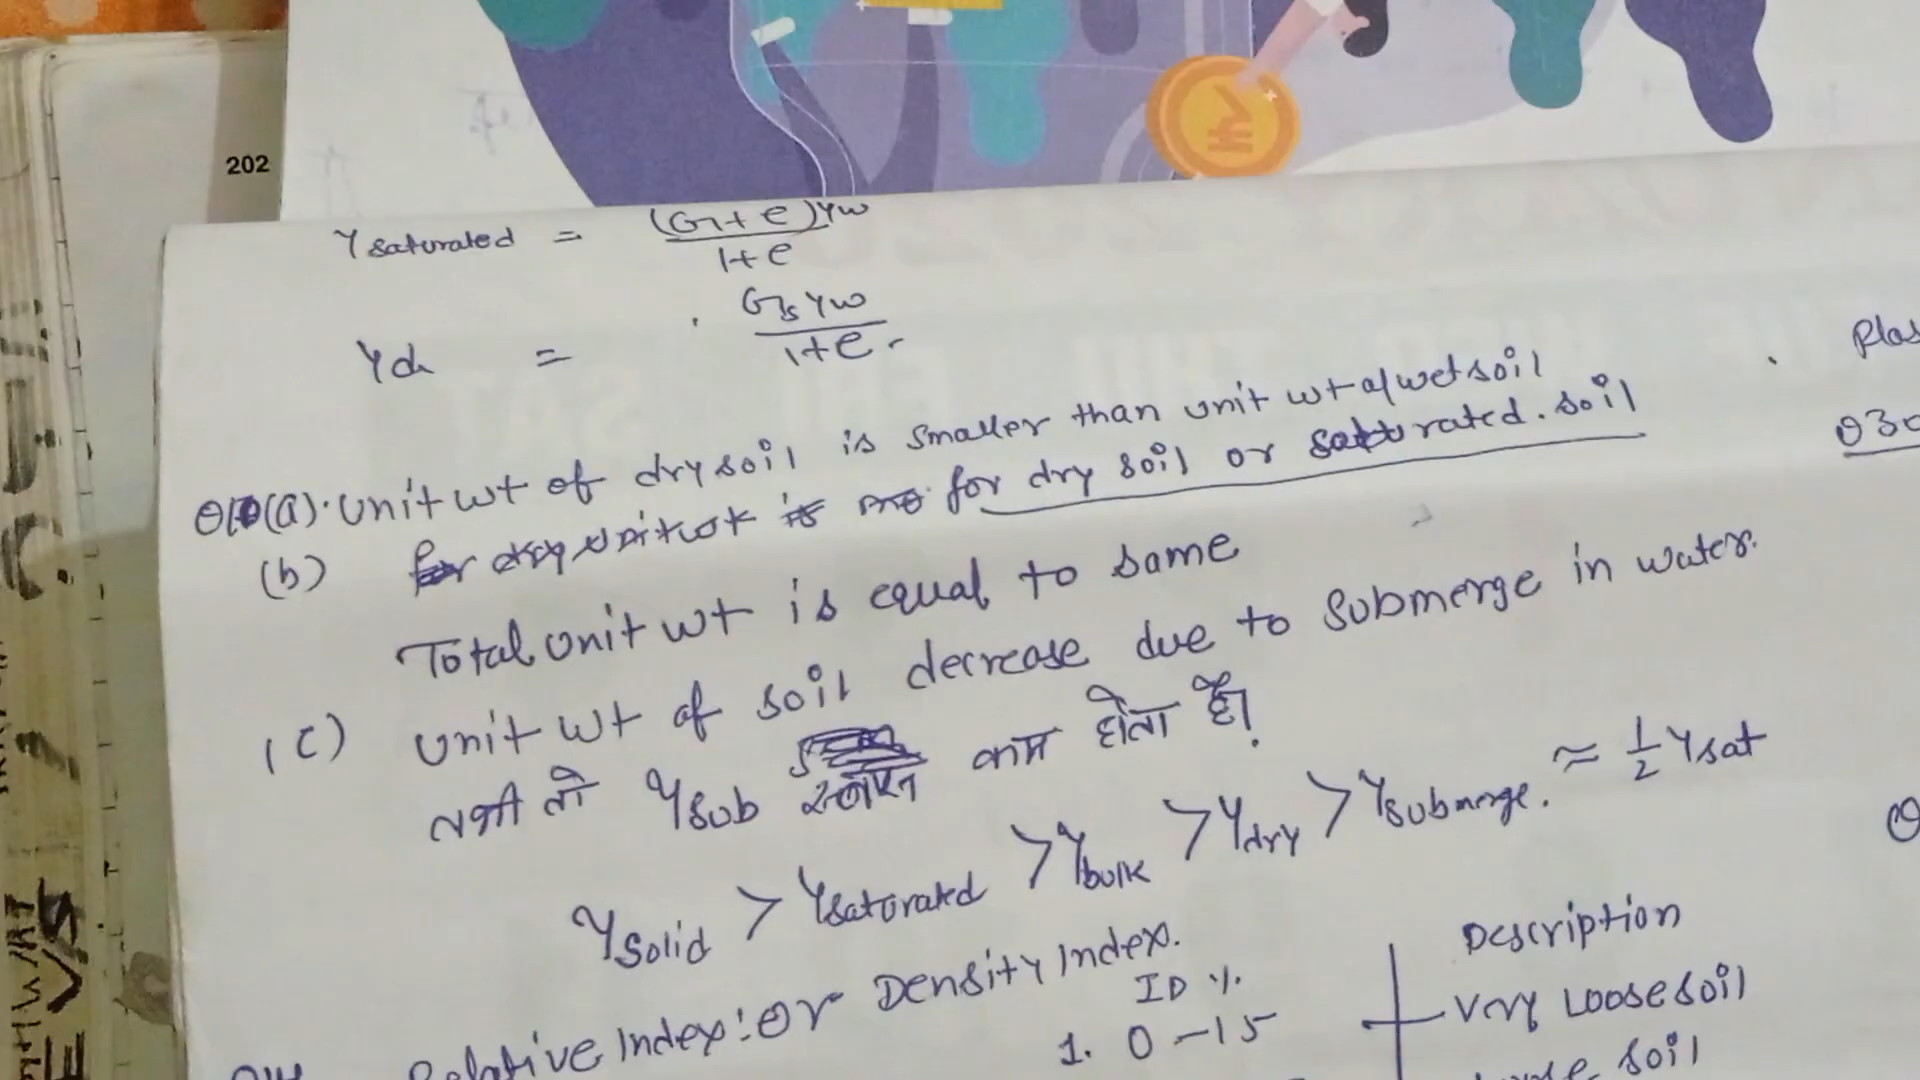 202
γ saturated = (G+e)γw / 1+e
γd = Gsγw / 1+e
(a). Unit wt of dry soil is smaller than unit wt of wet soil
(b) for dry soil or saturated. soil
Total unit wt is equal to same
(c) unit wt of soil decrease due to submerge in water.
तभी तो γsub कम होता है।
γsolid > γsaturated > γbulk > γdry > γsubmerge. ≈ 1/2 γsat
Relative Index: or Density Index.
ID %. Description
1. 0-15 Very Loose soil
soil